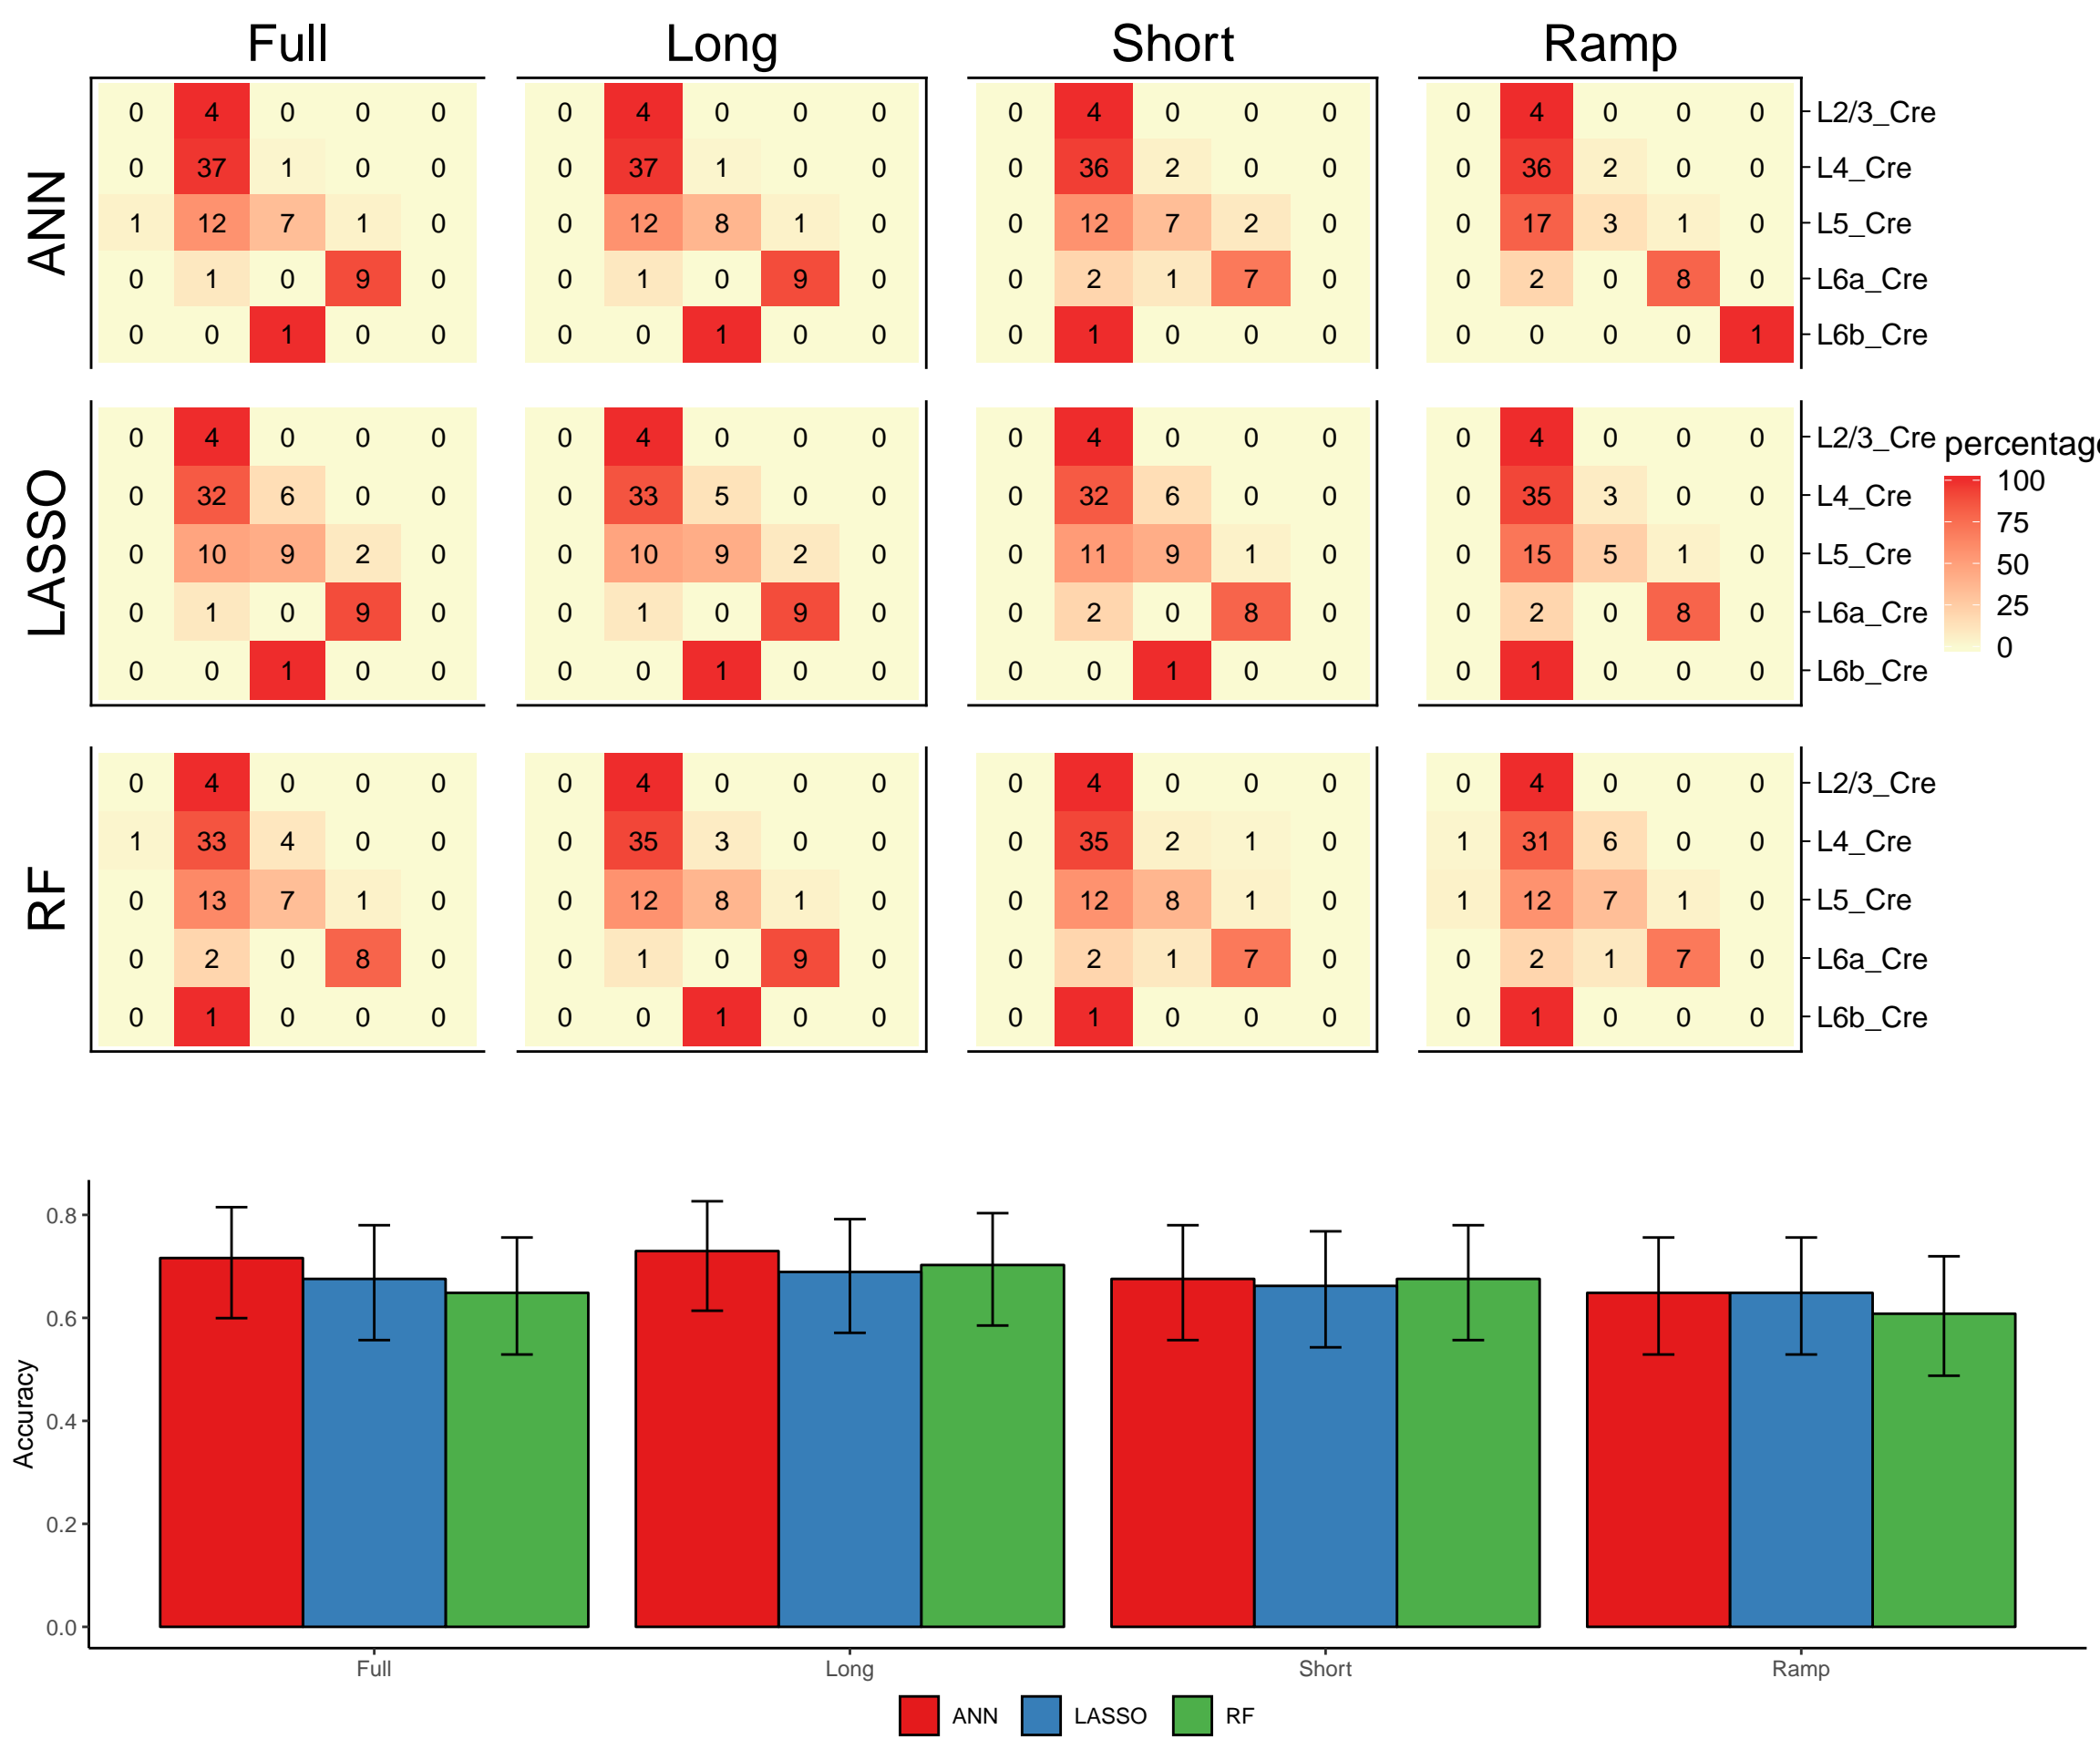 Full Long Short Ramp
ANN
0 4 0 0 0 0 4 0 0 0 0 4 0 0 0 0 4 0 0 0 L2/3_Cre
0 37 1 0 0 0 37 1 0 0 0 36 2 0 0 0 36 2 0 0 L4_Cre
1 12 7 1 0 0 12 8 1 0 0 12 7 2 0 0 17 3 1 0 L5_Cre
0 1 0 9 0 0 1 0 9 0 0 2 1 7 0 0 2 0 8 0 L6a_Cre
0 0 1 0 0 0 0 1 0 0 0 1 0 0 0 0 0 0 0 1 L6b_Cre
LASSO
0 4 0 0 0 0 4 0 0 0 0 4 0 0 0 0 4 0 0 0 L2/3_Cre
0 32 6 0 0 0 33 5 0 0 0 32 6 0 0 0 35 3 0 0 L4_Cre
0 10 9 2 0 0 10 9 2 0 0 11 9 1 0 0 15 5 1 0 L5_Cre
0 1 0 9 0 0 1 0 9 0 0 2 0 8 0 0 2 0 8 0 L6a_Cre
0 0 1 0 0 0 0 1 0 0 0 0 1 0 0 0 1 0 0 0 L6b_Cre
percentage
100
75
50
25
0
RF
0 4 0 0 0 0 4 0 0 0 0 4 0 0 0 0 4 0 0 0 L2/3_Cre
1 33 4 0 0 0 35 3 0 0 0 35 2 1 0 1 31 6 0 0 L4_Cre
0 13 7 1 0 0 12 8 1 0 0 12 8 1 0 1 12 7 1 0 L5_Cre
0 2 0 8 0 0 1 0 9 0 0 2 1 7 0 0 2 1 7 0 L6a_Cre
0 1 0 0 0 0 0 1 0 0 0 1 0 0 0 0 1 0 0 0 L6b_Cre
Accuracy
0.8
0.6
0.4
0.2
0.0
Full Long Short Ramp
ANN LASSO RF